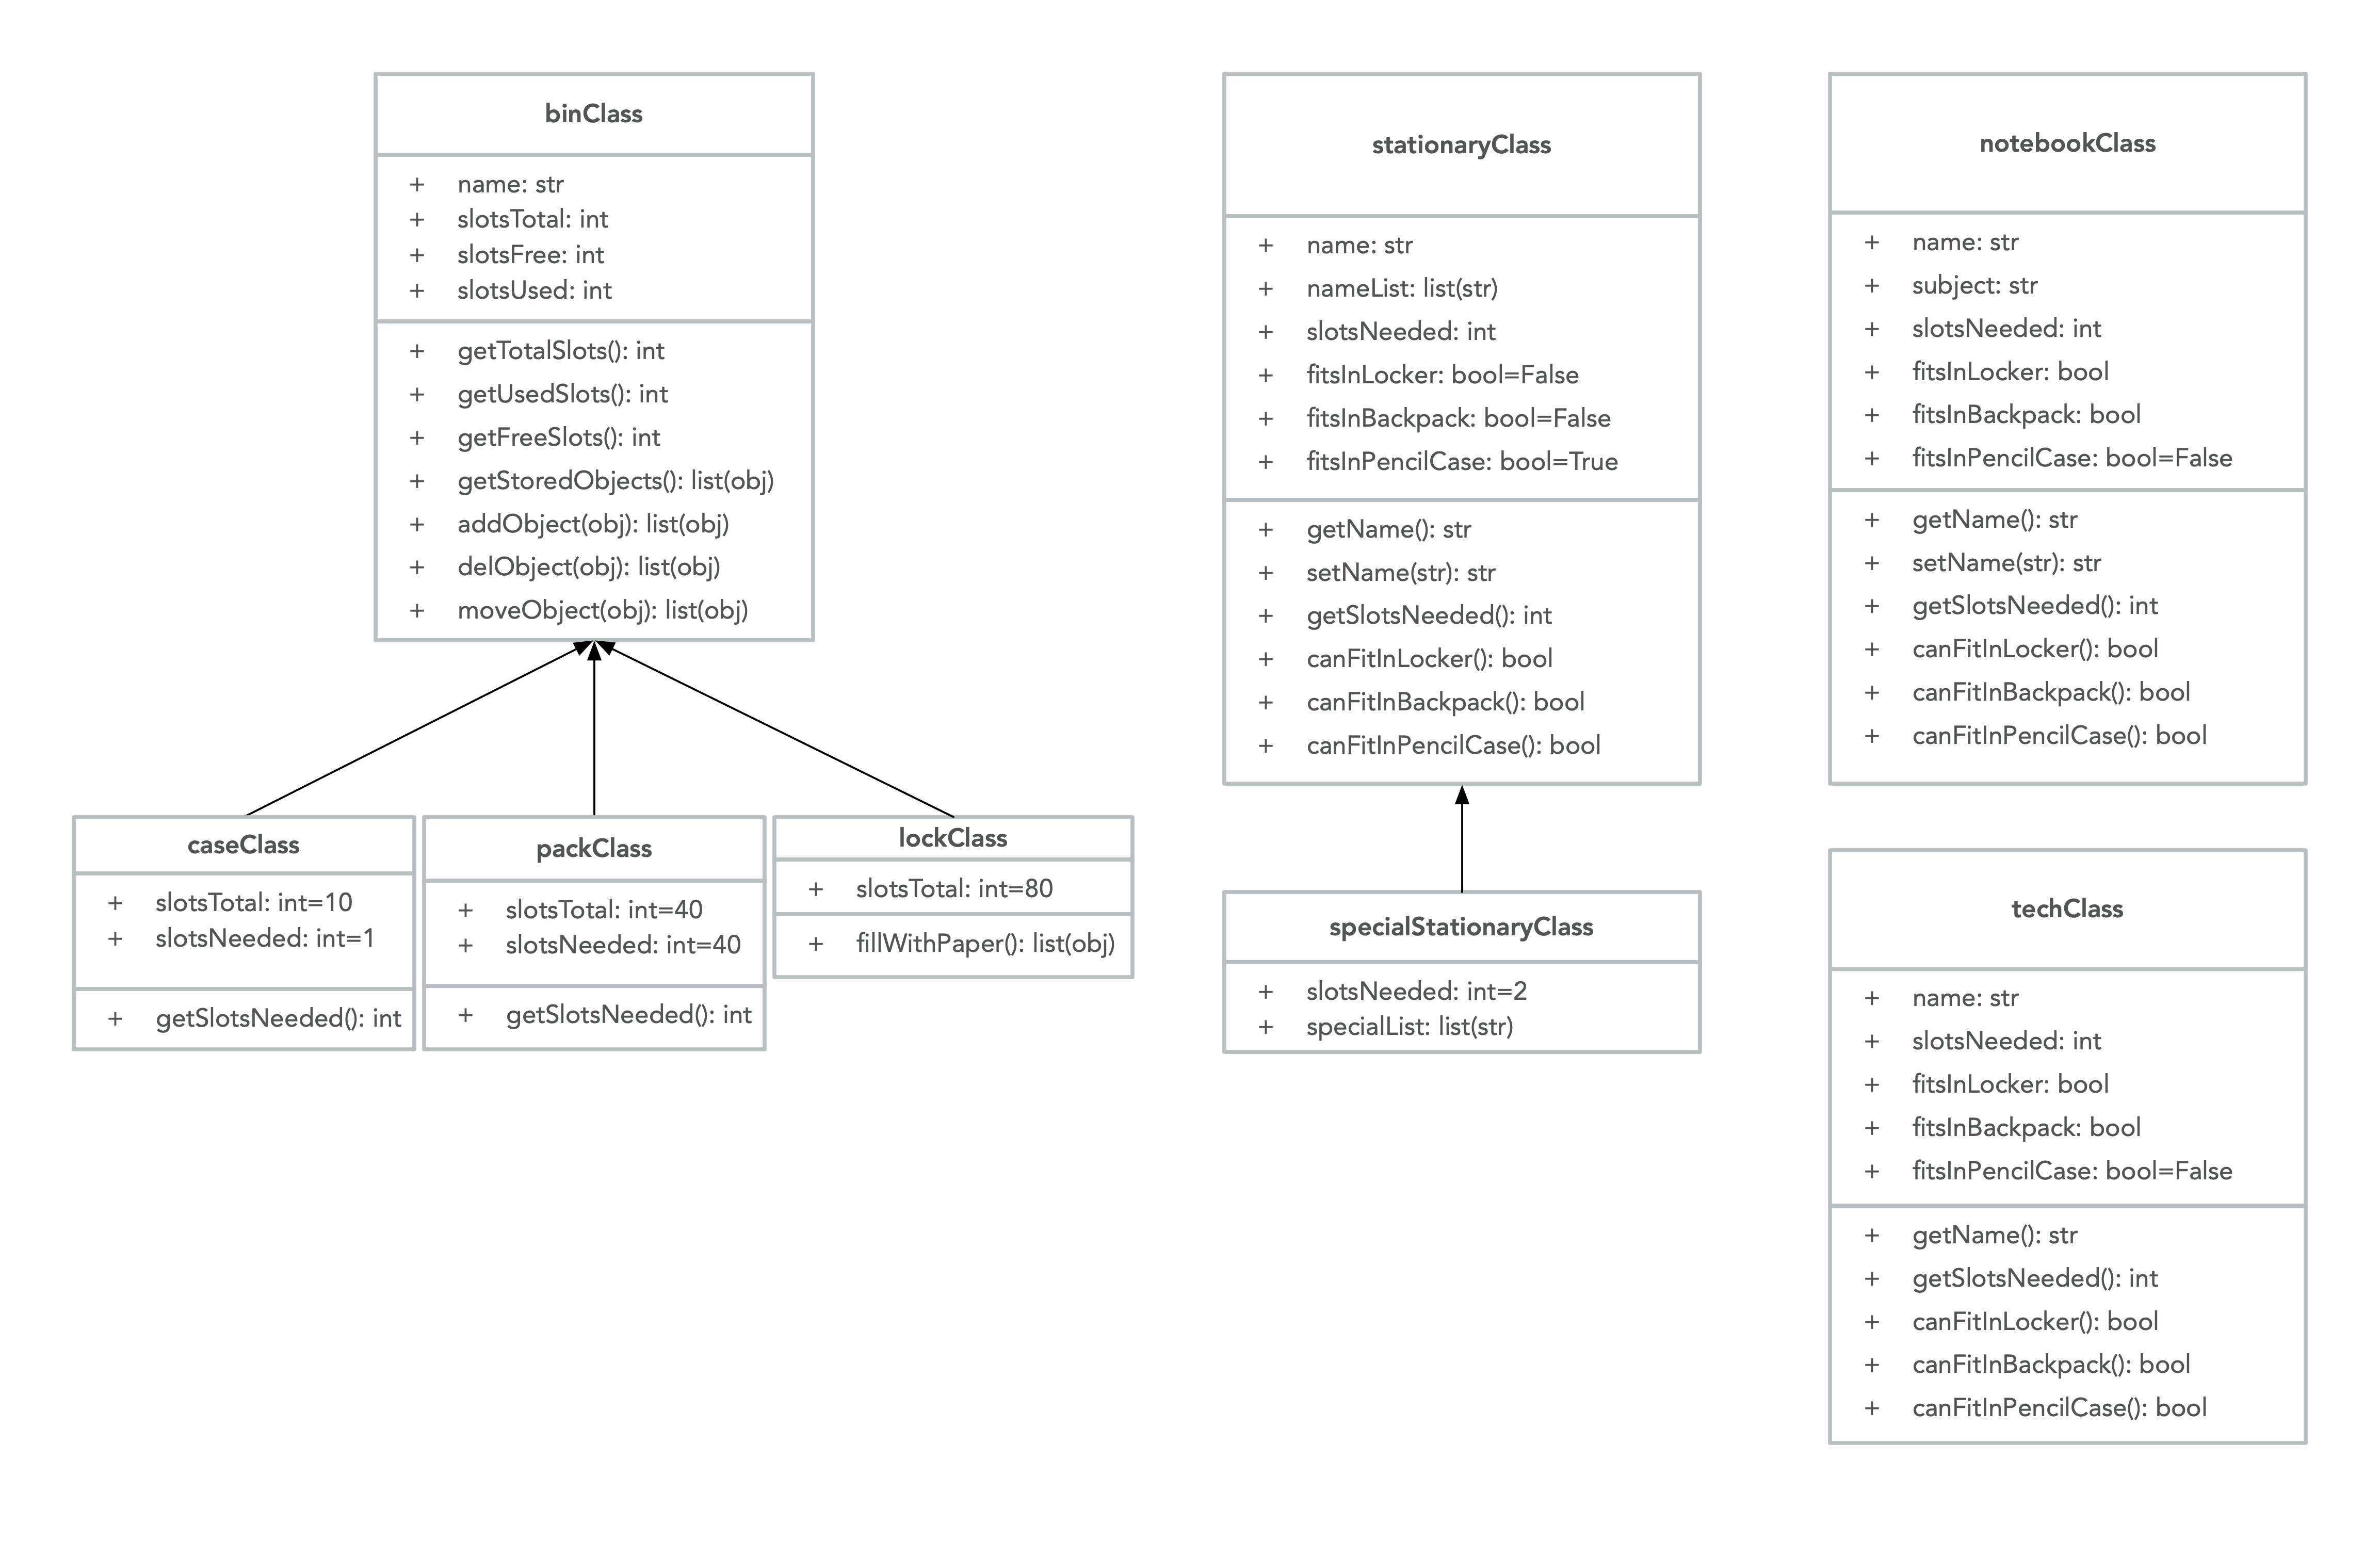 binClass
+ name: str
+ slotsTotal: int
+ slotsFree: int
+ slotsUsed: int
+ getTotalSlots(): int
+ getUsedSlots(): int
+ getFreeSlots(): int
+ getStoredObjects(): list(obj)
+ addObject(obj): list(obj)
+ delObject(obj): list(obj)
+ moveObject(obj): list(obj)
caseClass
+ slotsTotal: int=10
+ slotsNeeded: int=1
+ getSlotsNeeded(): int
packClass
+ slotsTotal: int=40
+ slotsNeeded: int=40
+ getSlotsNeeded(): int
lockClass
+ slotsTotal: int=80
+ fillWithPaper(): list(obj)
stationaryClass
+ name: str
+ nameList: list(str)
+ slotsNeeded: int
+ fitsInLocker: bool=False
+ fitsInBackpack: bool=False
+ fitsInPencilCase: bool=True
+ getName(): str
+ setName(str): str
+ getSlotsNeeded(): int
+ canFitInLocker(): bool
+ canFitInBackpack(): bool
+ canFitInPencilCase(): bool
specialStationaryClass
+ slotsNeeded: int=2
+ specialList: list(str)
notebookClass
+ name: str
+ subject: str
+ slotsNeeded: int
+ fitsInLocker: bool
+ fitsInBackpack: bool
+ fitsInPencilCase: bool=False
+ getName(): str
+ setName(str): str
+ getSlotsNeeded(): int
+ canFitInLocker(): bool
+ canFitInBackpack(): bool
+ canFitInPencilCase(): bool
techClass
+ name: str
+ slotsNeeded: int
+ fitsInLocker: bool
+ fitsInBackpack: bool
+ fitsInPencilCase: bool=False
+ getName(): str
+ getSlotsNeeded(): int
+ canFitInLocker(): bool
+ canFitInBackpack(): bool
+ canFitInPencilCase(): bool